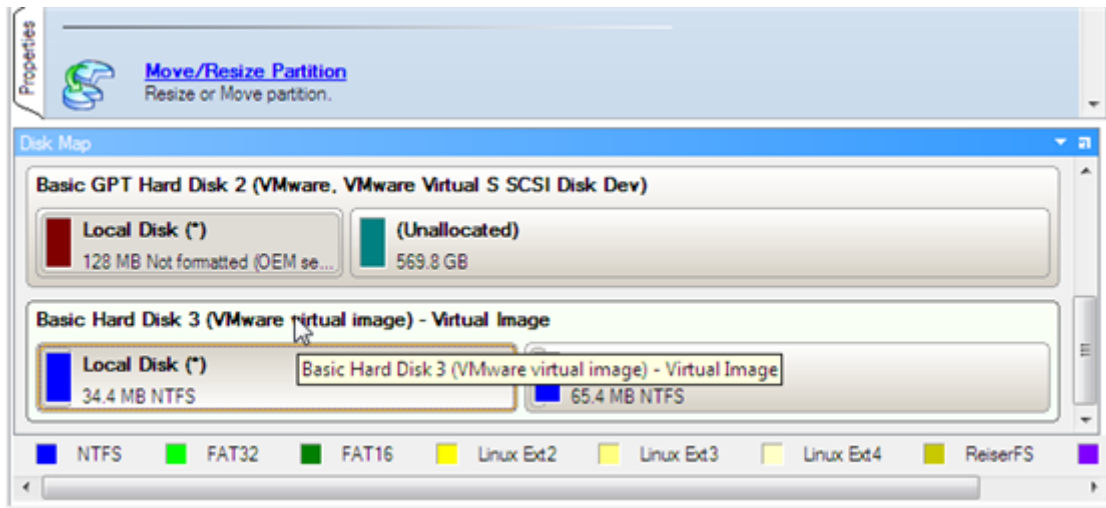 Properties
Move/Resize Partition
Resize or Move partition.
Disk Map
Basic GPT Hard Disk 2 (VMware, VMware Virtual S SCSI Disk Dev)
Local Disk (*)
128 MB Not formatted (OEM se...
(Unallocated)
569.8 GB
Basic Hard Disk 3 (VMware virtual image) - Virtual Image
Local Disk (*)
34.4 MB NTFS
Basic Hard Disk 3 (VMware virtual image) - Virtual Image
65.4 MB NTFS
NTFS FAT32 FAT16 Linux Ext2 Linux Ext3 Linux Ext4 ReiserFS